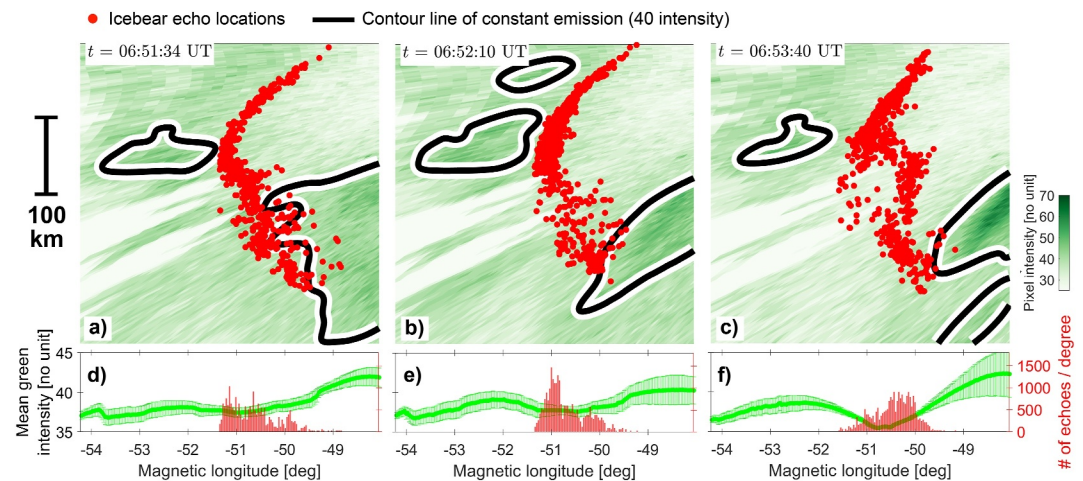 Icebear echo locations
Contour line of constant emission (40 intensity)
t = 06:51:34 UT
t = 06:52:10 UT
t = 06:53:40 UT
100
km
a)
b)
c)
70
60
50
40
30
Pixel intensity [no unit]
d)
e)
f)
45
40
35
Mean green
intensity [no unit]
1500
1000
500
0
# of echoes / degree
-54 -53 -52 -51 -50 -49
-54 -53 -52 -51 -50 -49
-54 -53 -52 -51 -50 -49
Magnetic longitude [deg]
Magnetic longitude [deg]
Magnetic longitude [deg]